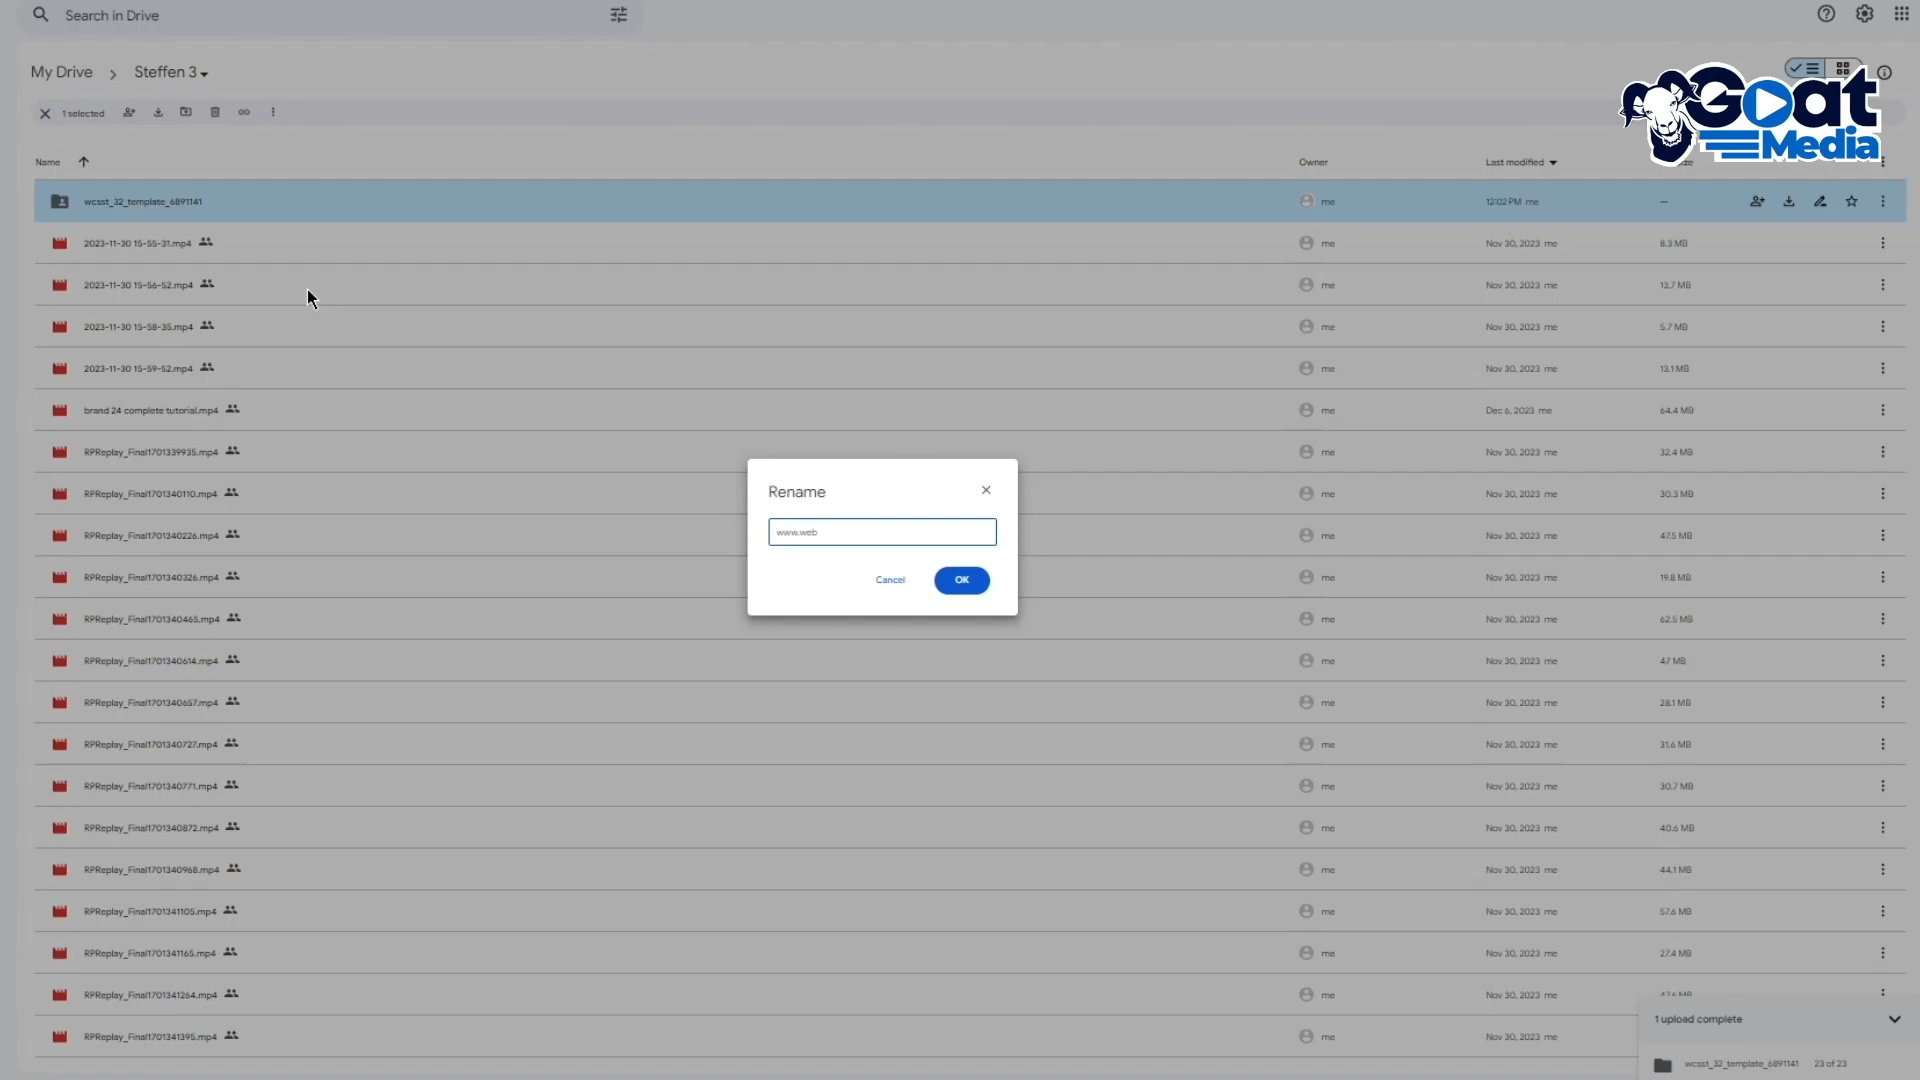 Search in Drive
My Drive
Steffen 3
Goat
Media
1 selected
Name
Owner
Last modified
wcsst_32_template_6891141
me
12:02 PM me
–
2023-11-30 15-55-31.mp4
me
Nov 30, 2023 me
8.3 MB
2023-11-30 15-56-52.mp4
me
Nov 30, 2023 me
13.7 MB
2023-11-30 15-58-35.mp4
me
Nov 30, 2023 me
5.7 MB
2023-11-30 15-59-52.mp4
me
Nov 30, 2023 me
13.1 MB
brand 24 complete tutorial.mp4
me
Dec 6, 2023 me
64.4 MB
RPReplay_Final1701339935.mp4
me
Nov 30, 2023 me
32.4 MB
RPReplay_Final1701340110.mp4
me
Nov 30, 2023 me
30.3 MB
RPReplay_Final1701340226.mp4
me
Nov 30, 2023 me
47.5 MB
RPReplay_Final1701340326.mp4
me
Nov 30, 2023 me
19.8 MB
RPReplay_Final1701340465.mp4
me
Nov 30, 2023 me
62.5 MB
RPReplay_Final1701340614.mp4
me
Nov 30, 2023 me
47 MB
RPReplay_Final1701340657.mp4
me
Nov 30, 2023 me
28.1 MB
RPReplay_Final1701340727.mp4
me
Nov 30, 2023 me
31.6 MB
RPReplay_Final1701340771.mp4
me
Nov 30, 2023 me
30.7 MB
RPReplay_Final1701340872.mp4
me
Nov 30, 2023 me
40.6 MB
RPReplay_Final1701340968.mp4
me
Nov 30, 2023 me
44.1 MB
RPReplay_Final1701341105.mp4
me
Nov 30, 2023 me
57.6 MB
RPReplay_Final1701341165.mp4
me
Nov 30, 2023 me
27.4 MB
RPReplay_Final1701341264.mp4
me
Nov 30, 2023 me
RPReplay_Final1701341395.mp4
me
Nov 30, 2023 me
Rename
www.web
Cancel
OK
1 upload complete
wcsst_32_template_6891141
23 of 23